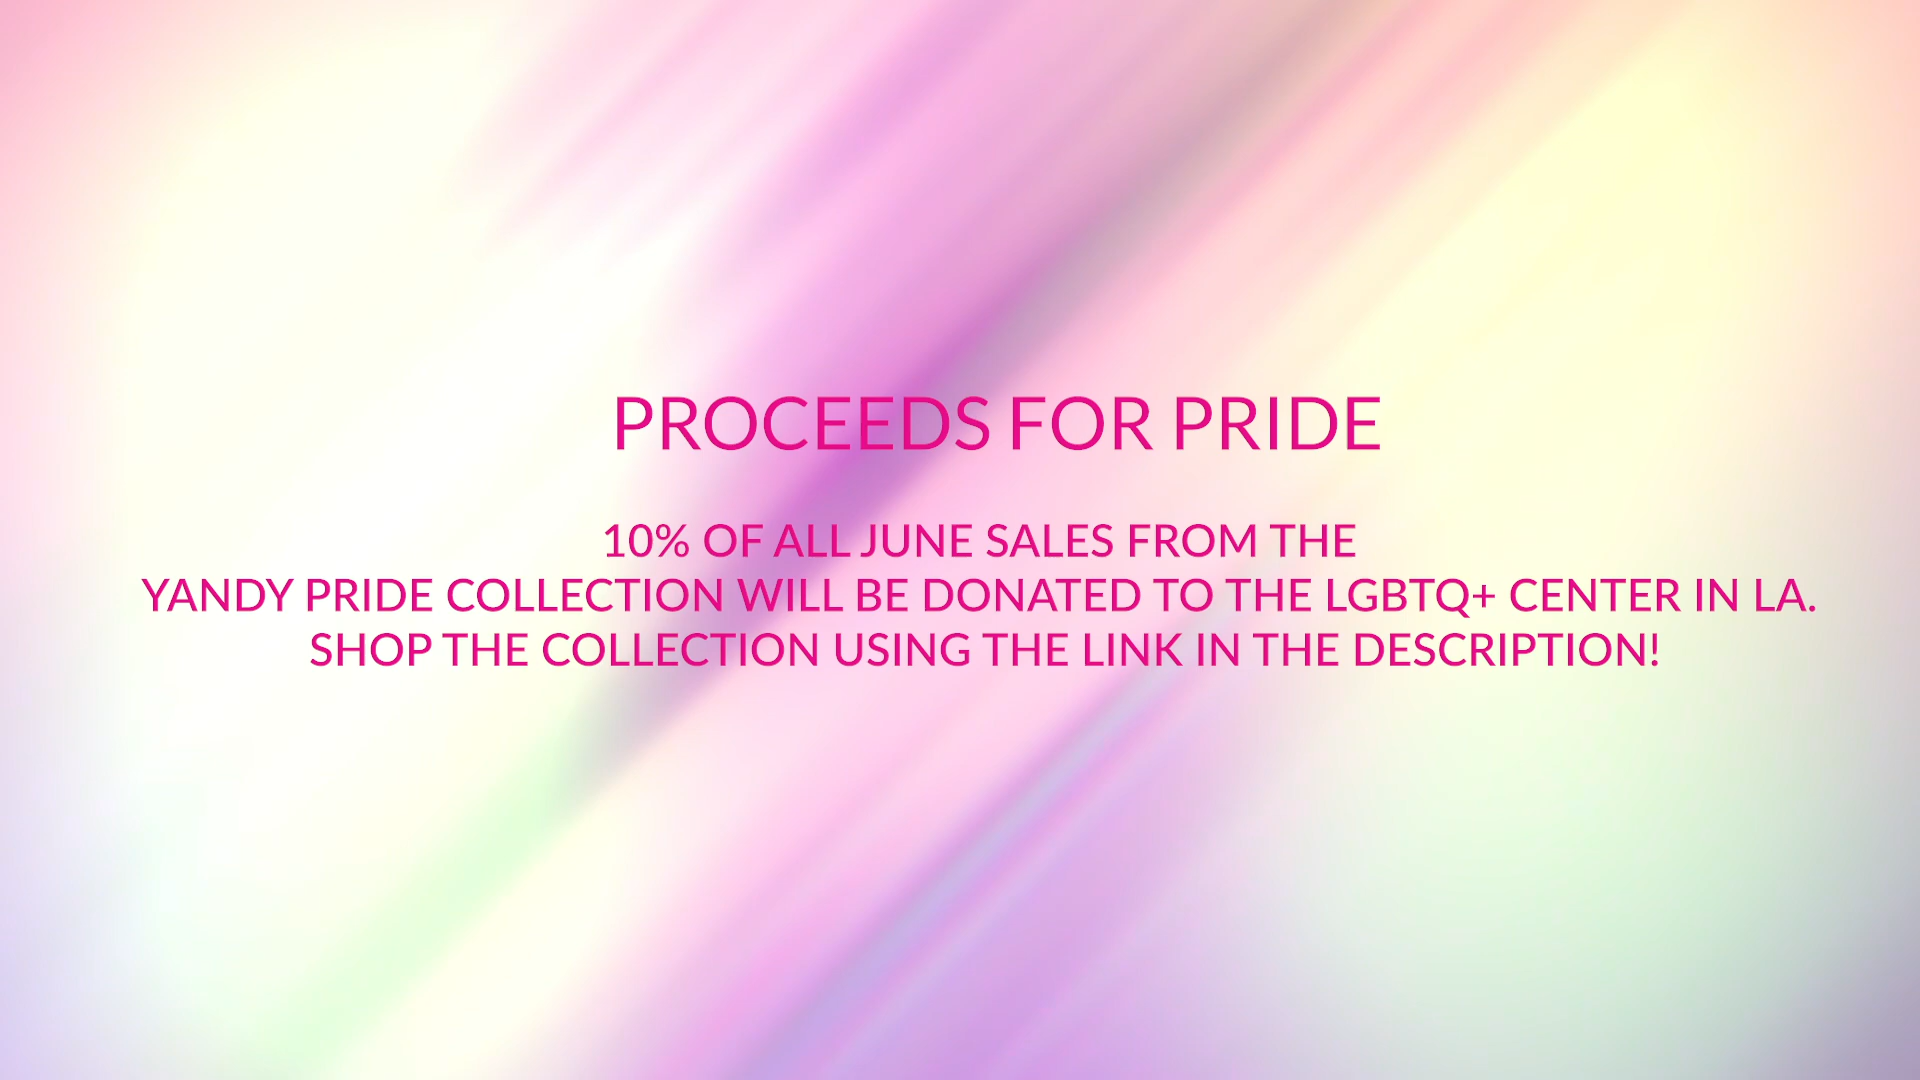 PROCEEDS FOR PRIDE
10% OF ALL JUNE SALES FROM THE
YANDY PRIDE COLLECTION WILL BE DONATED TO THE LGBTQ+ CENTER IN LA.
SHOP THE COLLECTION USING THE LINK IN THE DESCRIPTION!